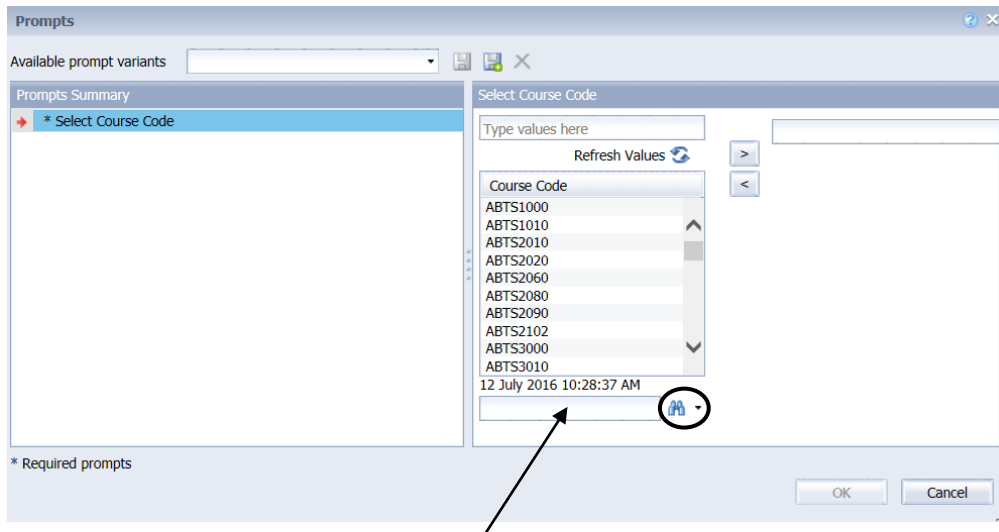 Prompts
Available prompt variants
Prompts Summary
* Select Course Code
Select Course Code
Type values here
Refresh Values
>
<
Course Code
ABTS1000
ABTS1010
ABTS2010
ABTS2020
ABTS2060
ABTS2080
ABTS2090
ABTS2102
ABTS3000
ABTS3010
12 July 2016 10:28:37 AM
* Required prompts
OK Cancel